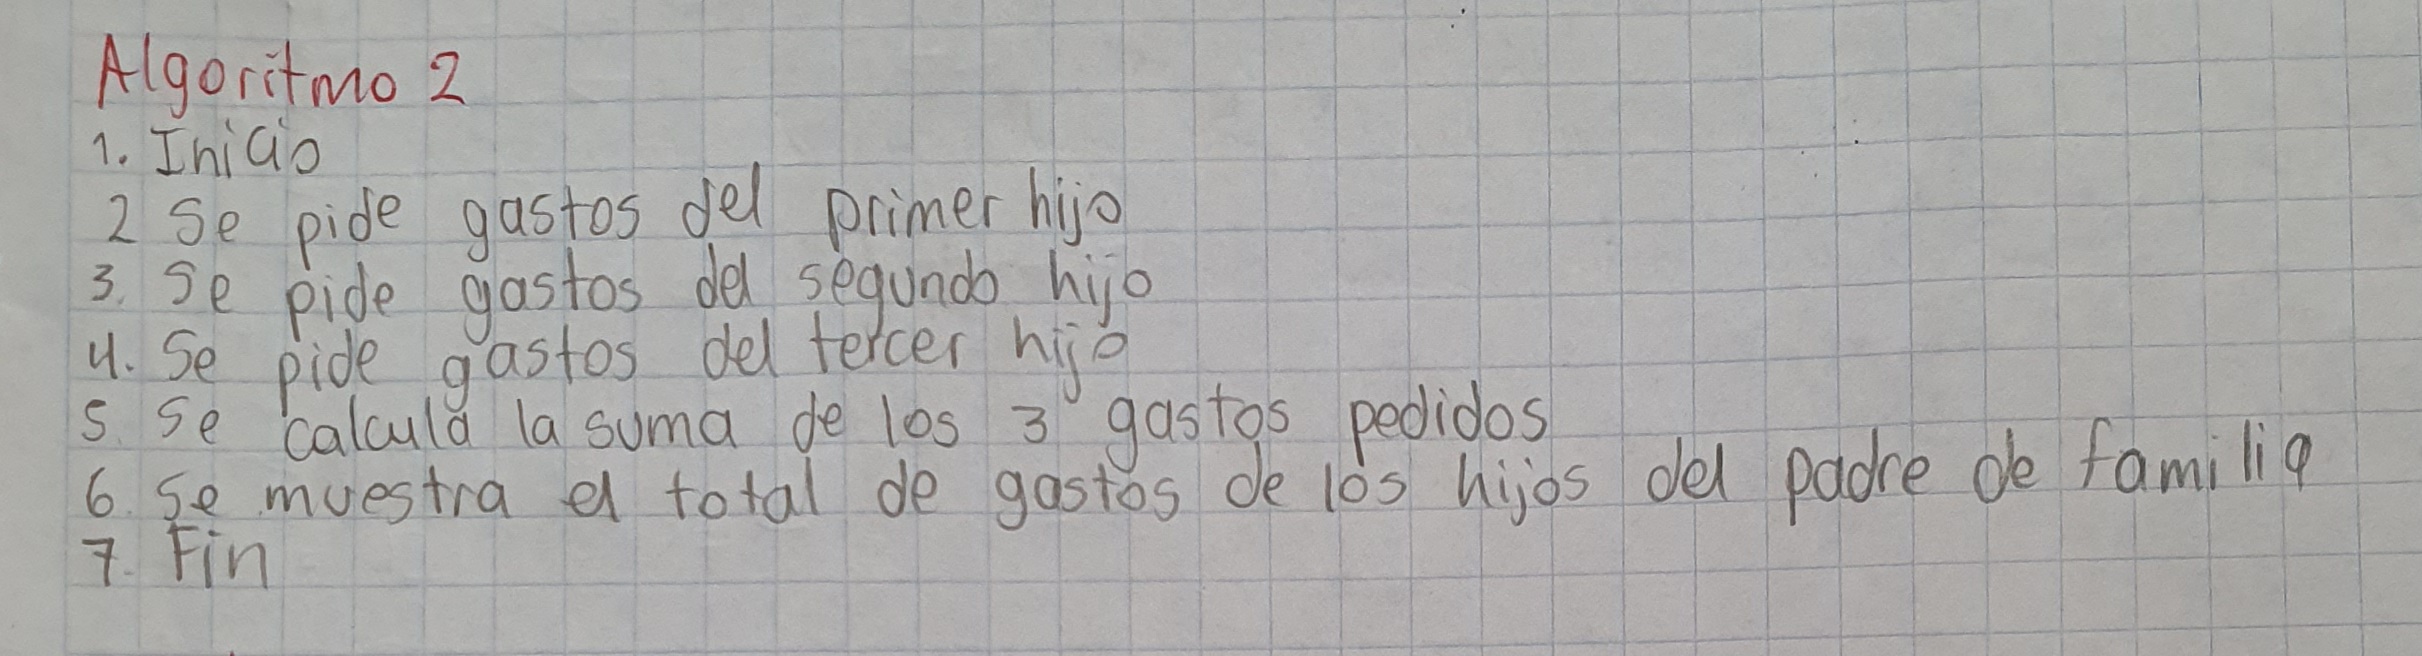 Algoritmo 2
1. Inicio
2 Se pide gastos del primer hijo
3. Se pide gastos del segundo hijo
4. Se pide gastos del tercer hijo
5. Se calcula la suma de los 3 gastos pedidos
6. Se muestra el total de gastos de los hijos del padre de familia
7. Fin